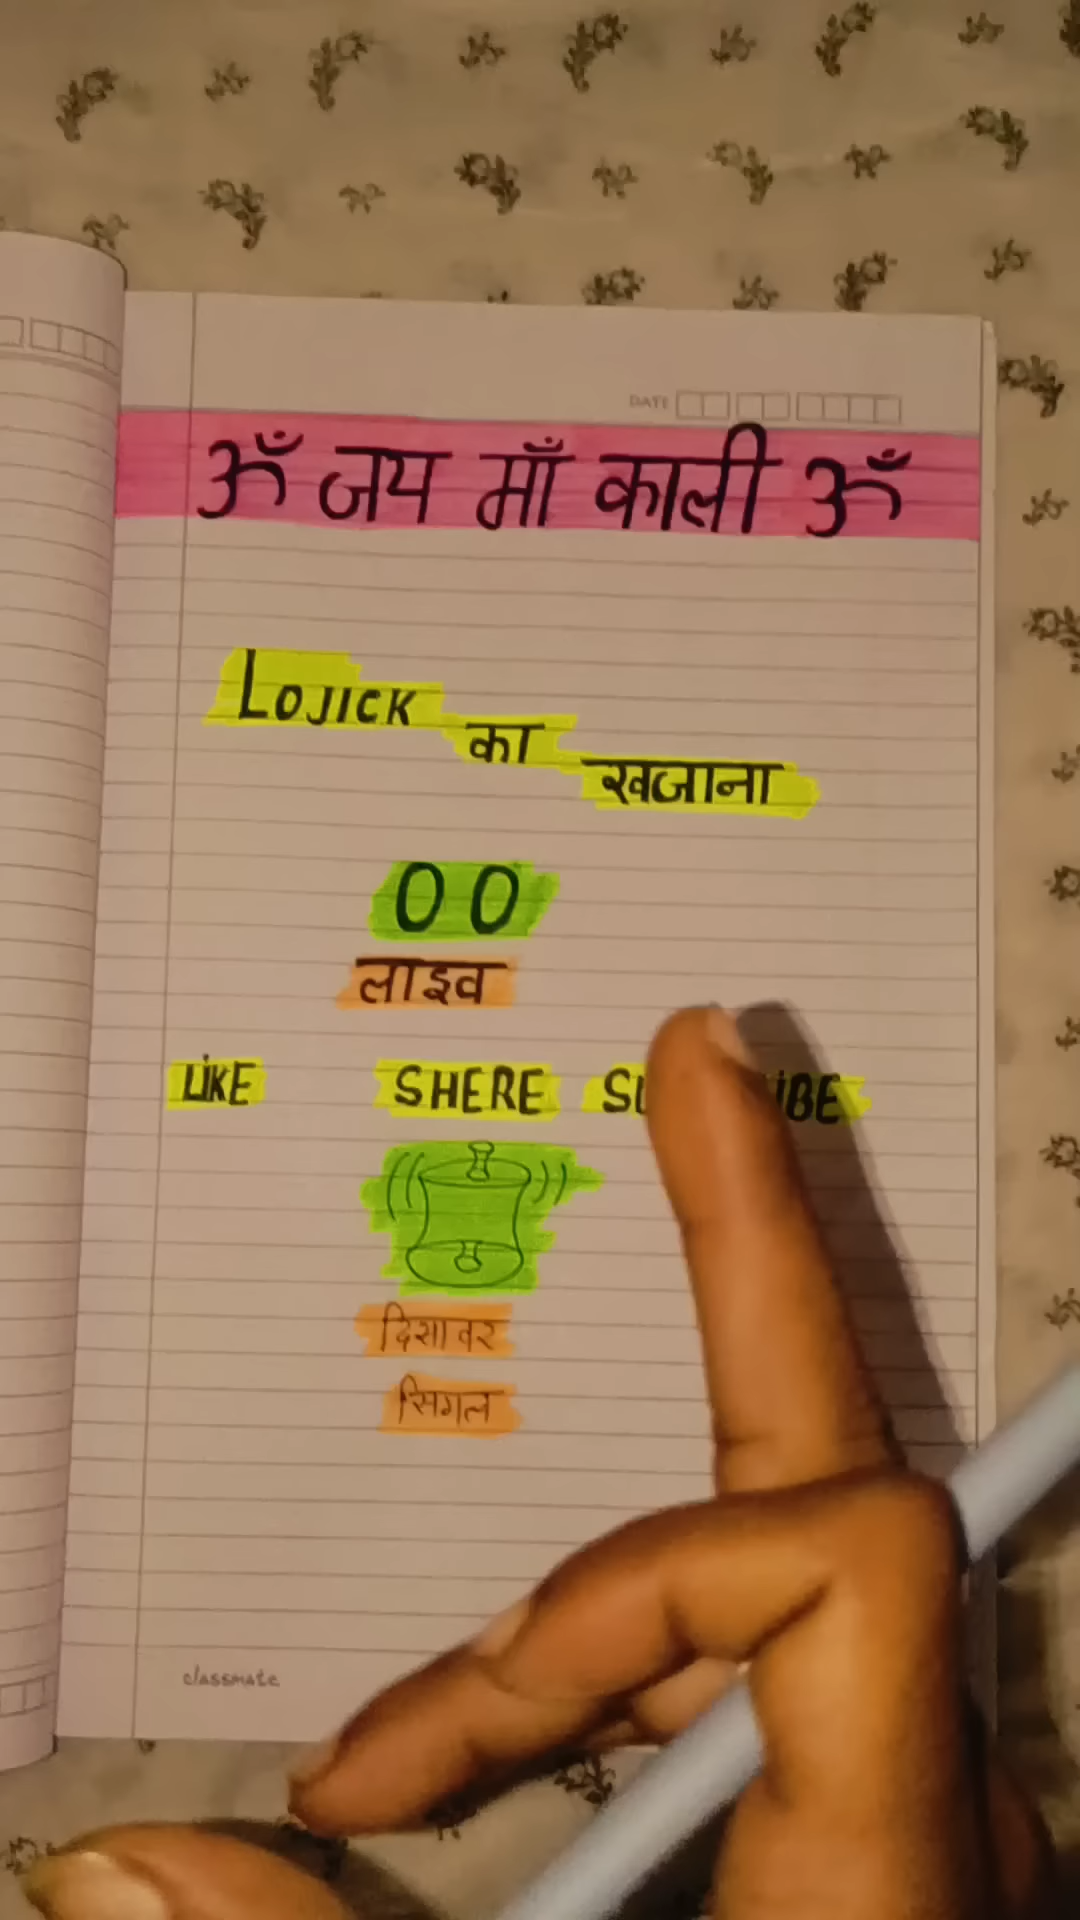 DATE
ॐ जय माँ काली ॐ
LOJICK का खजाना
00
लाइव
LIKE SHERE
दिसावर
सिगल
classmate